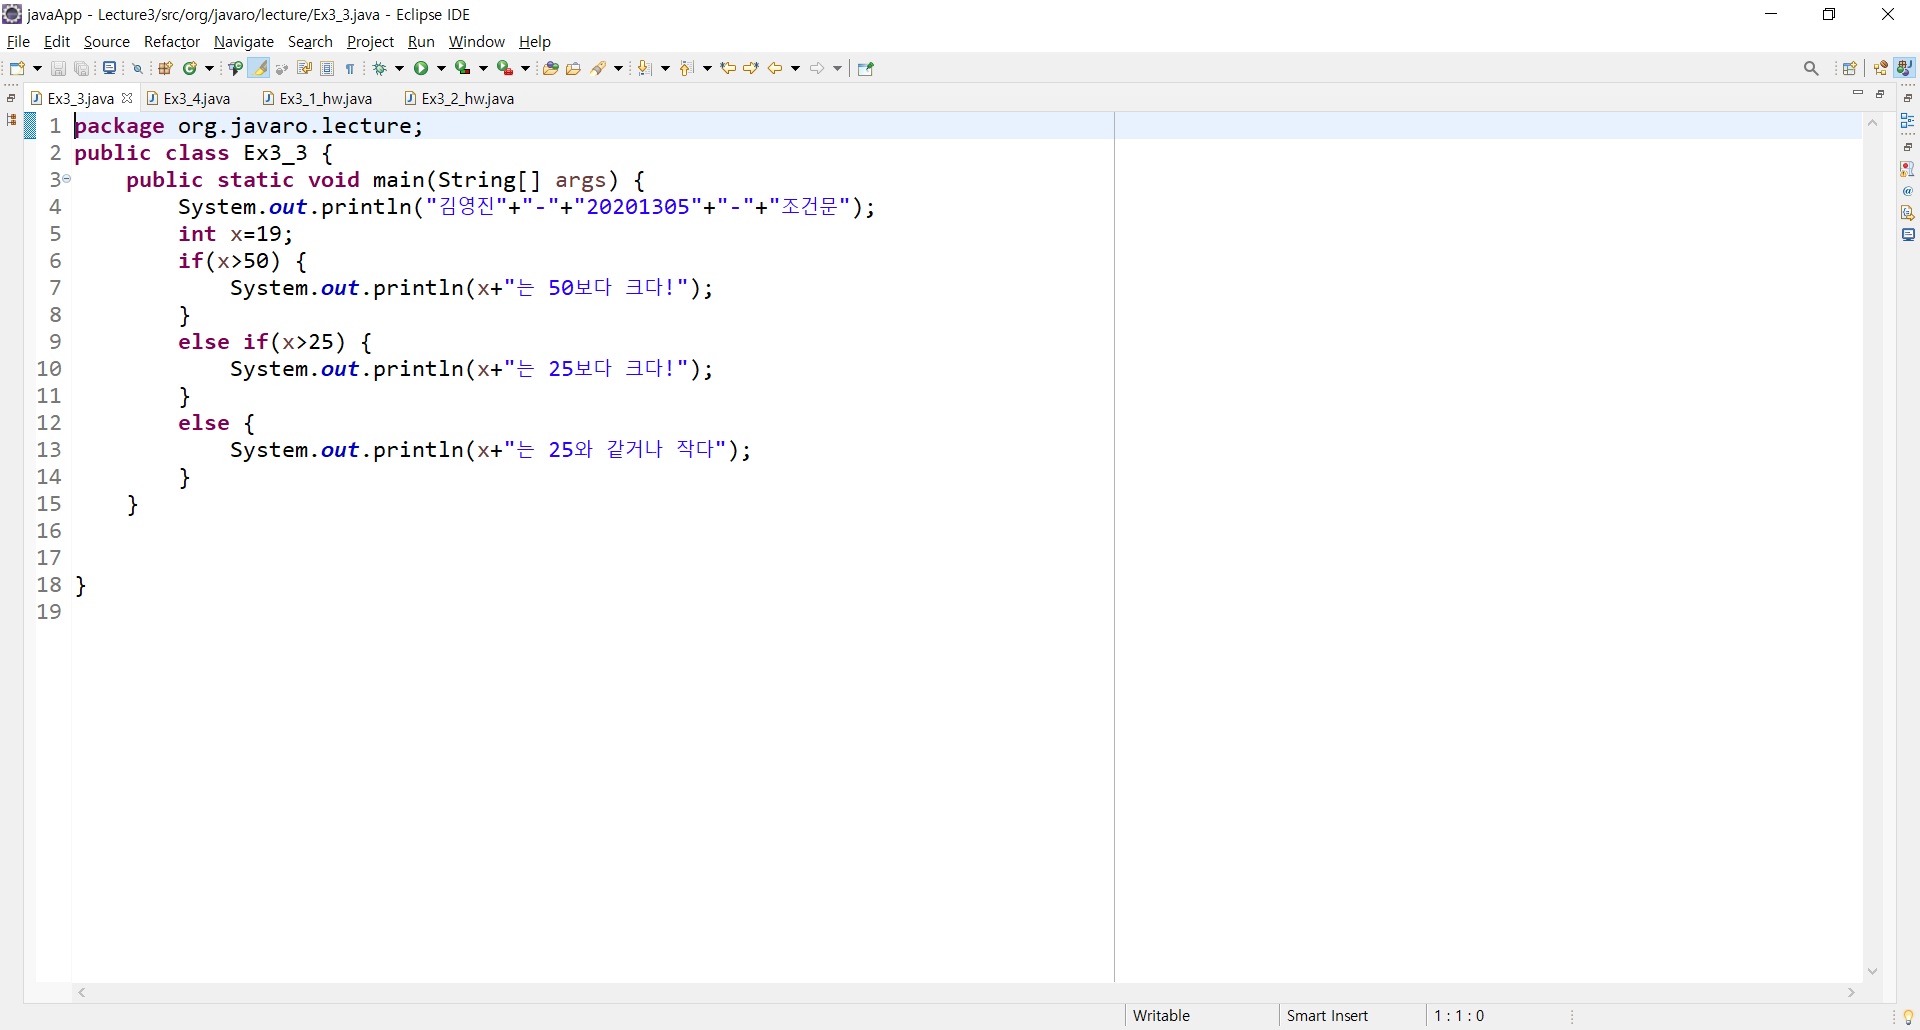 javaApp - Lecture3/src/org/javaro/lecture/Ex3_3.java - Eclipse IDE
File Edit Source Refactor Navigate Search Project Run Window Help
Ex3_3.java Ex3_4.java Ex3_1_hw.java Ex3_2_hw.java
1 package org.javaro.lecture;
2 public class Ex3_3 {
3 public static void main(String[] args) {
4 System.out.println("김영진"+"-"+"20201305"+"-"+"조건문");
5 int x=19;
6 if(x>50) {
7 System.out.println(x+"는 50보다 크다!");
8 }
9 else if(x>25) {
10 System.out.println(x+"는 25보다 크다!");
11 }
12 else {
13 System.out.println(x+"는 25와 같거나 작다");
14 }
15 }
16
17
18 }
19
Writable Smart Insert 1 : 1 : 0